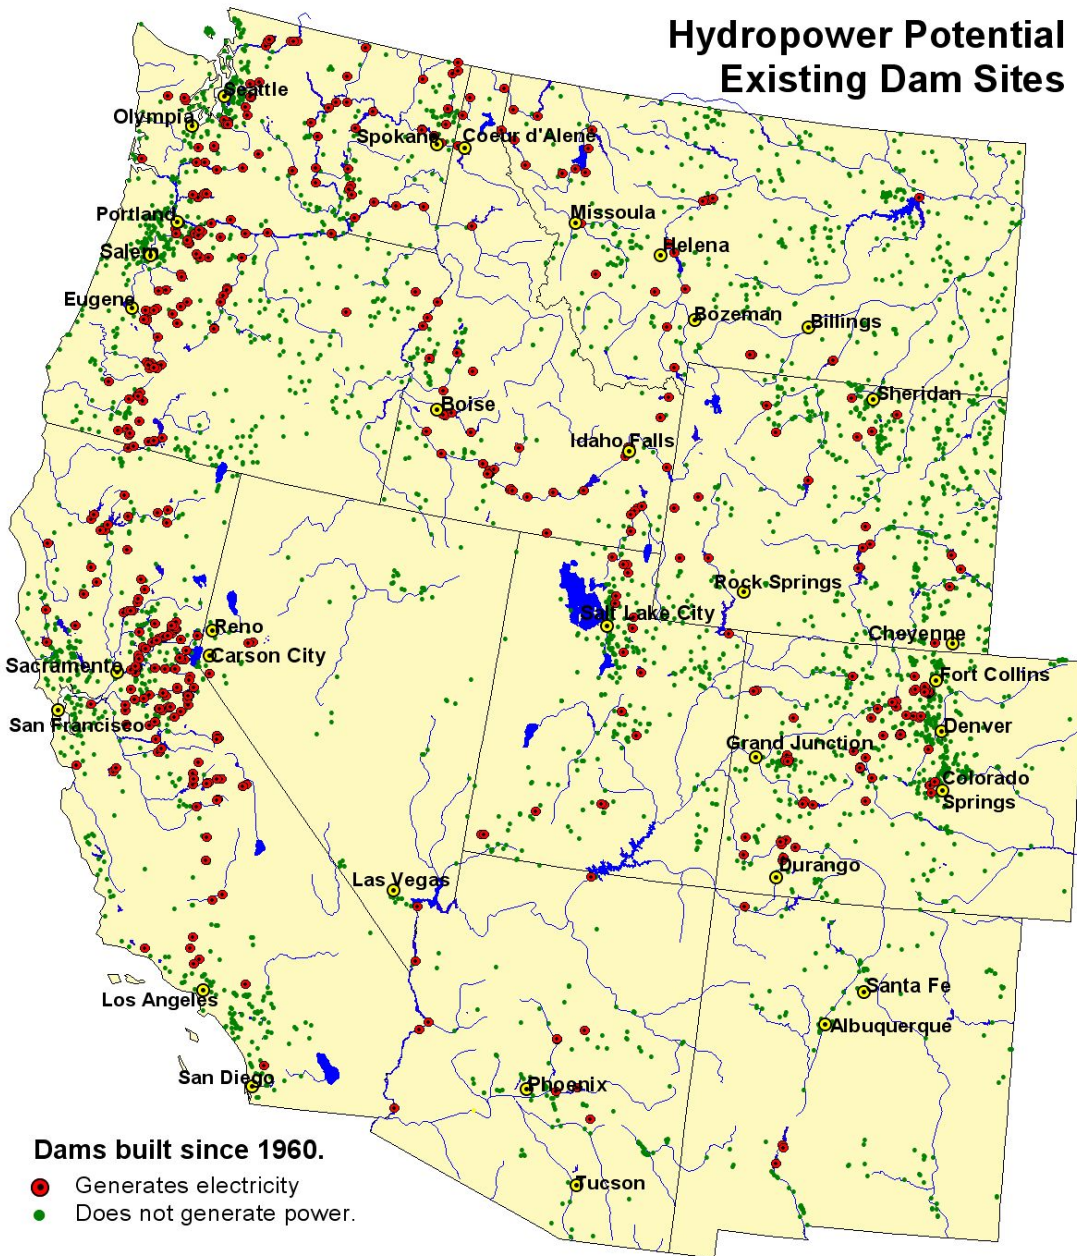 Hydropower Potential
Existing Dam Sites
Seattle
Olympia
Spokane
Coeur d'Alene
Portland
Missoula
Salem
Helena
Eugene
Bozeman
Billings
Boise
Sheridan
Idaho Falls
Rock Springs
Salt Lake City
Reno
Cheyenne
Carson City
Sacramento
Fort Collins
San Francisco
Denver
Grand Junction
Colorado
Springs
Durango
Las Vegas
Santa Fe
Los Angeles
Albuquerque
San Diego
Phoenix
Dams built since 1960.
Generates electricity
Tucson
Does not generate power.